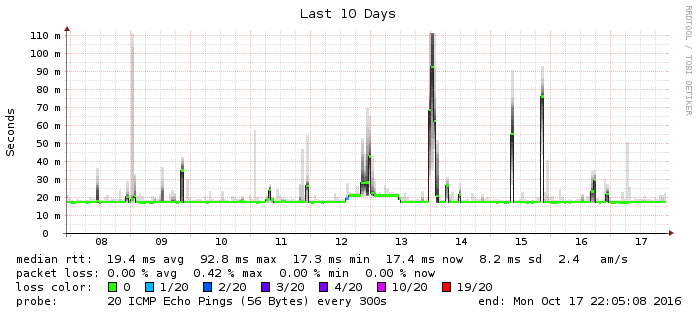 Last 10 Days
RRDTOOL / TOBI OETIKER
110 m
100 m
90 m
80 m
70 m
60 m
50 m
40 m
30 m
20 m
10 m
0
Seconds
08 09 10 11 12 13 14 15 16 17
median rtt: 19.4 ms avg 92.8 ms max 17.3 ms min 17.4 ms now 8.2 ms sd 2.4 am/s
packet loss: 0.00 % avg 0.42 % max 0.00 % min 0.00 % now
loss color: 0 1/20 2/20 3/20 4/20 10/20 19/20
probe: 20 ICMP Echo Pings (56 Bytes) every 300s end: Mon Oct 17 22:05:08 2016